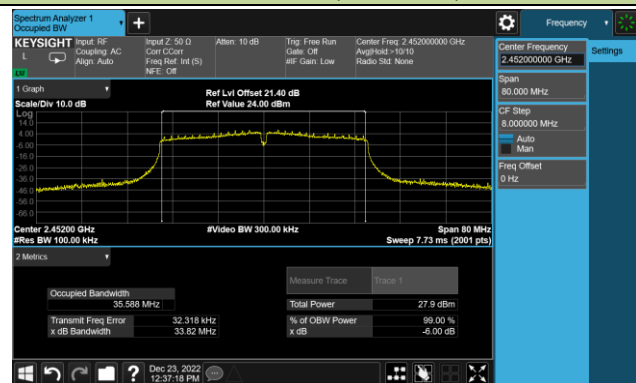 Spectrum Analyzer 1
Occupied BW
+
Frequency
KEYSIGHT
L
LXI
Input: RF
Coupling: AC
Align: Auto
Input Z: 50 Ω
Corr CCorr
Freq Ref: Int (S)
NFE: Off
Atten: 10 dB
Trig: Free Run
Gate: Off
#IF Gain: Low
Center Freq: 2.452000000 GHz
Avg|Hold:>10/10
Radio Std: None
Center Frequency
2.452000000 GHz
Settings
Span
80.000 MHz
CF Step
8.000000 MHz
Auto
Man
Freq Offset
0 Hz
1 Graph
Scale/Div 10.0 dB
Ref Lvl Offset 21.40 dB
Ref Value 24.00 dBm
Log
14.0
4.00
-6.00
-16.0
-26.0
-36.0
-46.0
-56.0
-66.0
Center 2.45200 GHz
#Res BW 100.00 kHz
#Video BW 300.00 kHz
Span 80 MHz
Sweep 7.73 ms (2001 pts)
2 Metrics
Measure Trace
Trace 1
Occupied Bandwidth
35.588 MHz
Total Power
27.9 dBm
Transmit Freq Error
32.318 kHz
% of OBW Power
99.00 %
x dB Bandwidth
33.82 MHz
x dB
-6.00 dB
?
Dec 23, 2022
12:37:18 PM